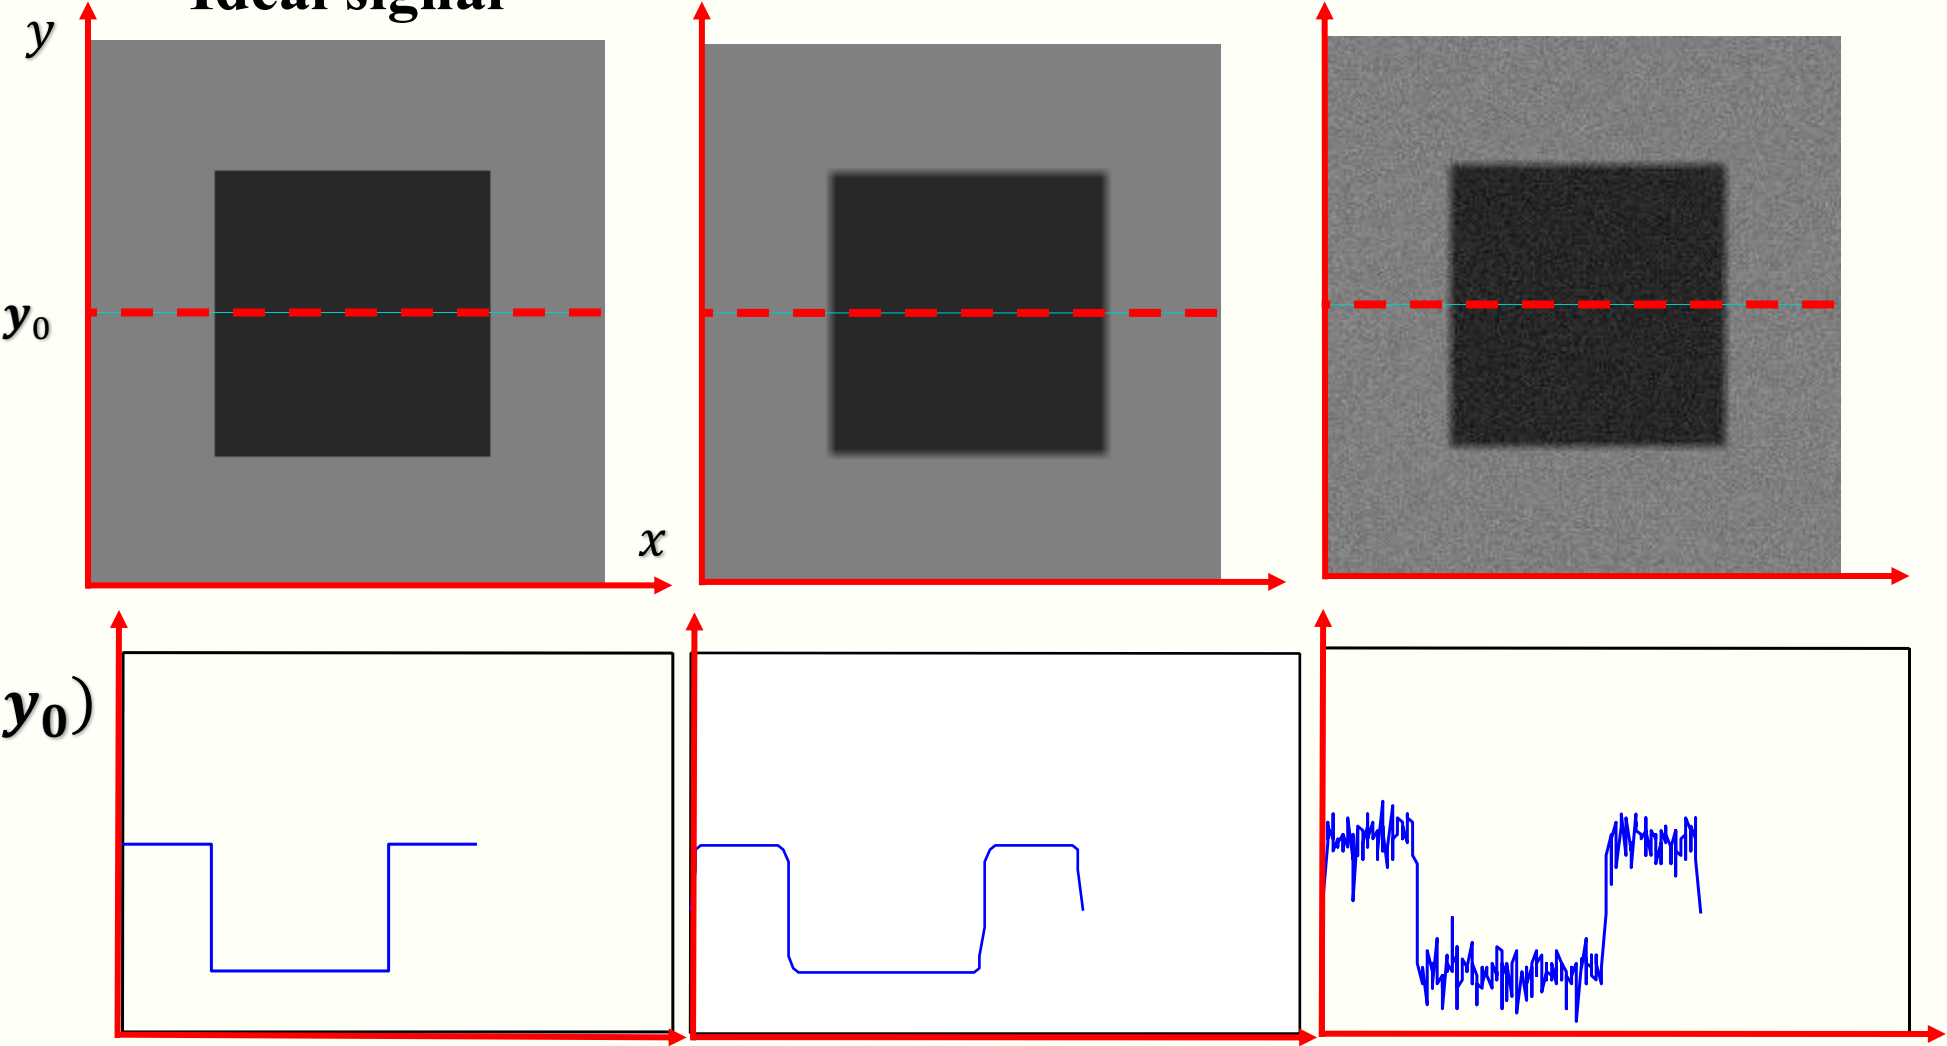 Ideal signal
y
y₀
x
y₀)